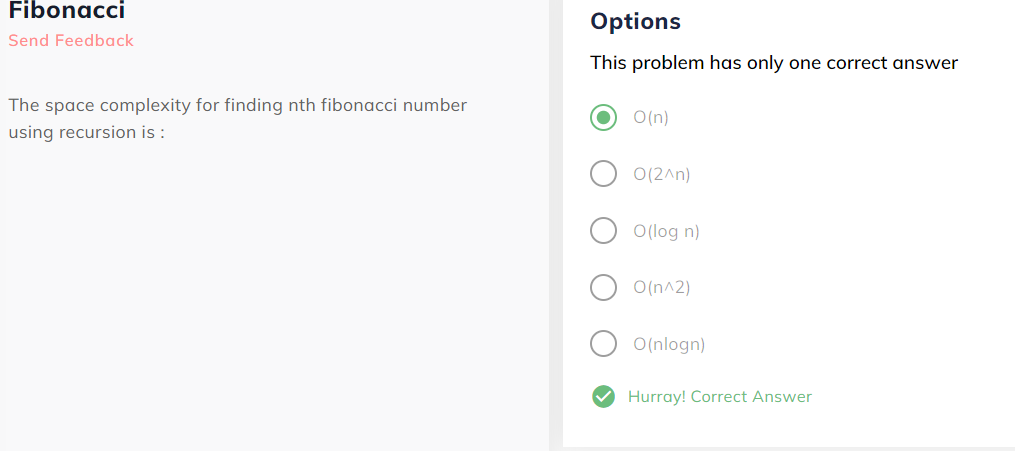 Fibonacci
Send Feedback
The space complexity for finding nth fibonacci number
using recursion is :
Options
This problem has only one correct answer
O(n)
O(2^n)
O(log n)
O(n^2)
O(nlogn)
Hurray! Correct Answer